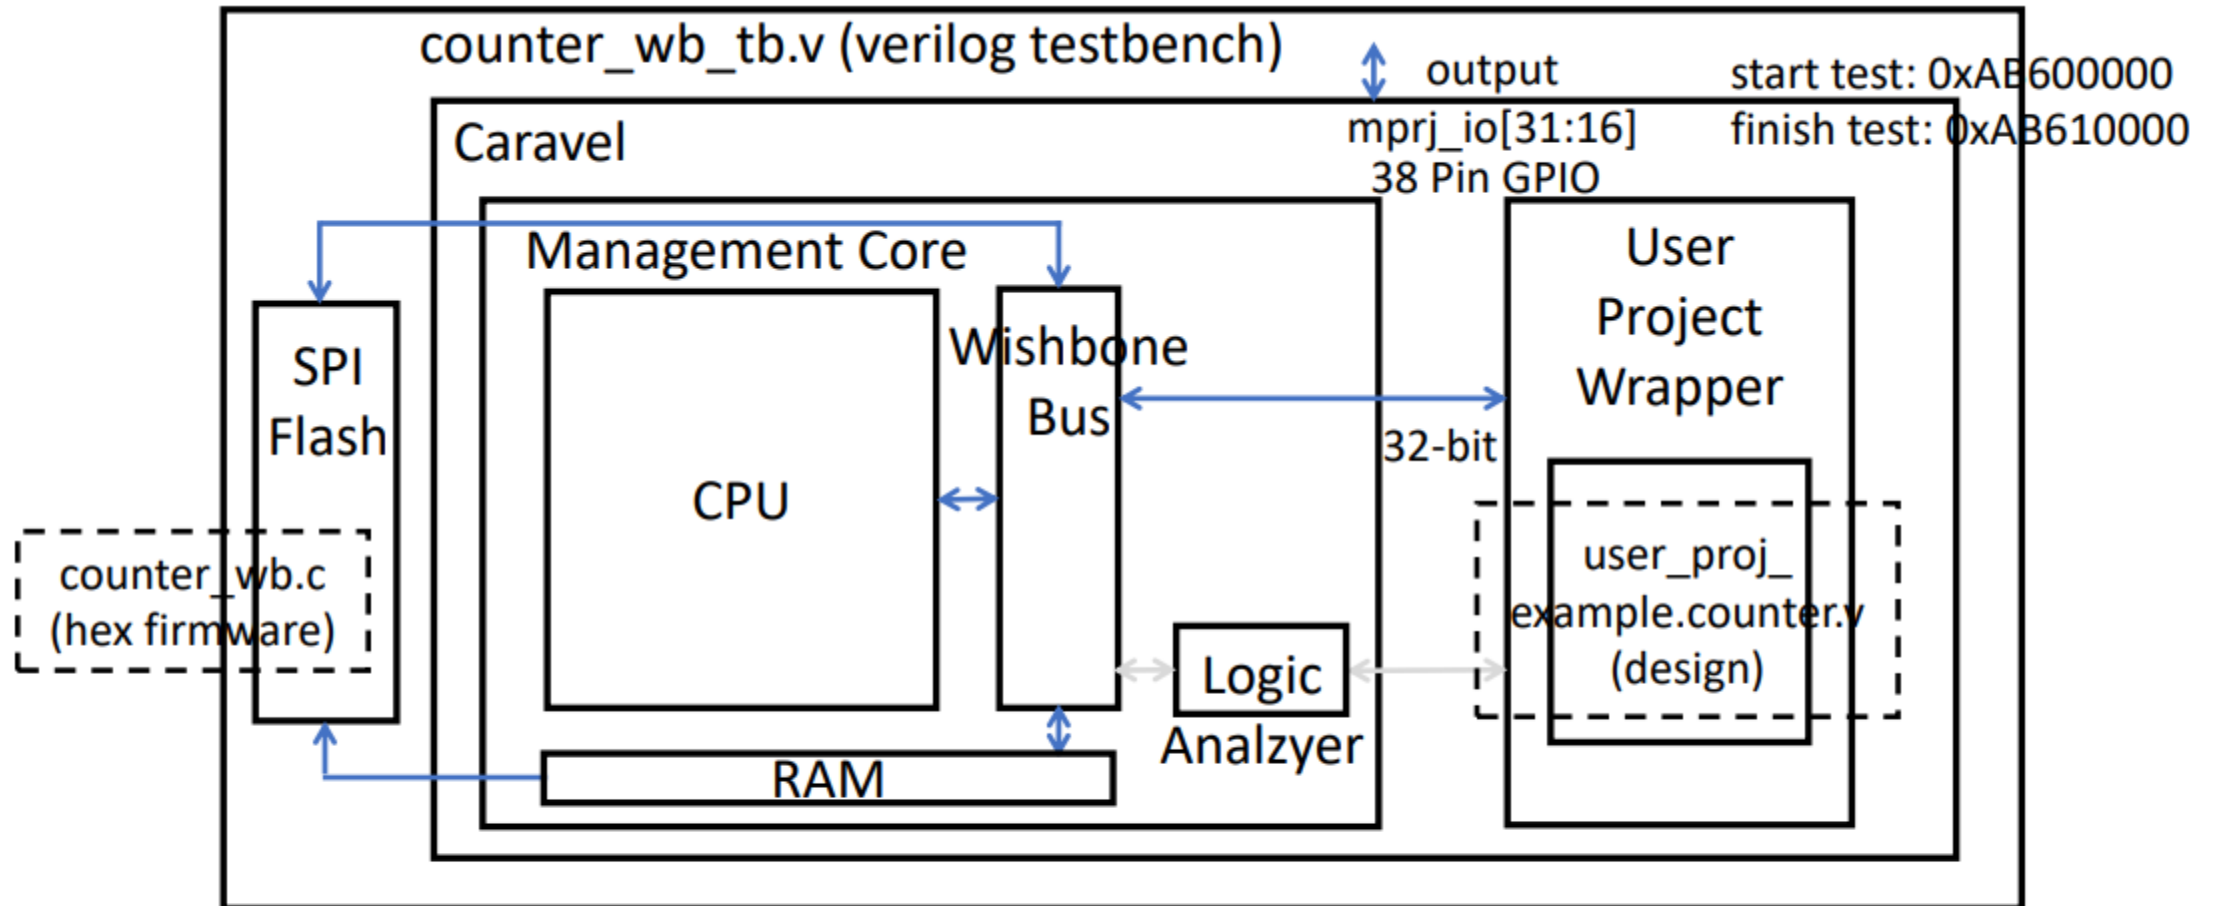 counter_wb_tb.v (verilog testbench)
output
start test: 0xAB600000
mprj_io[31:16]
finish test: 0xAB610000
38 Pin GPIO
Caravel
Management Core
SPI
Flash
counter_wb.c
(hex firmware)
CPU
Wishbone
Bus
32-bit
Logic
Analzyer
RAM
User
Project
Wrapper
user_proj_
example.counter.v
(design)